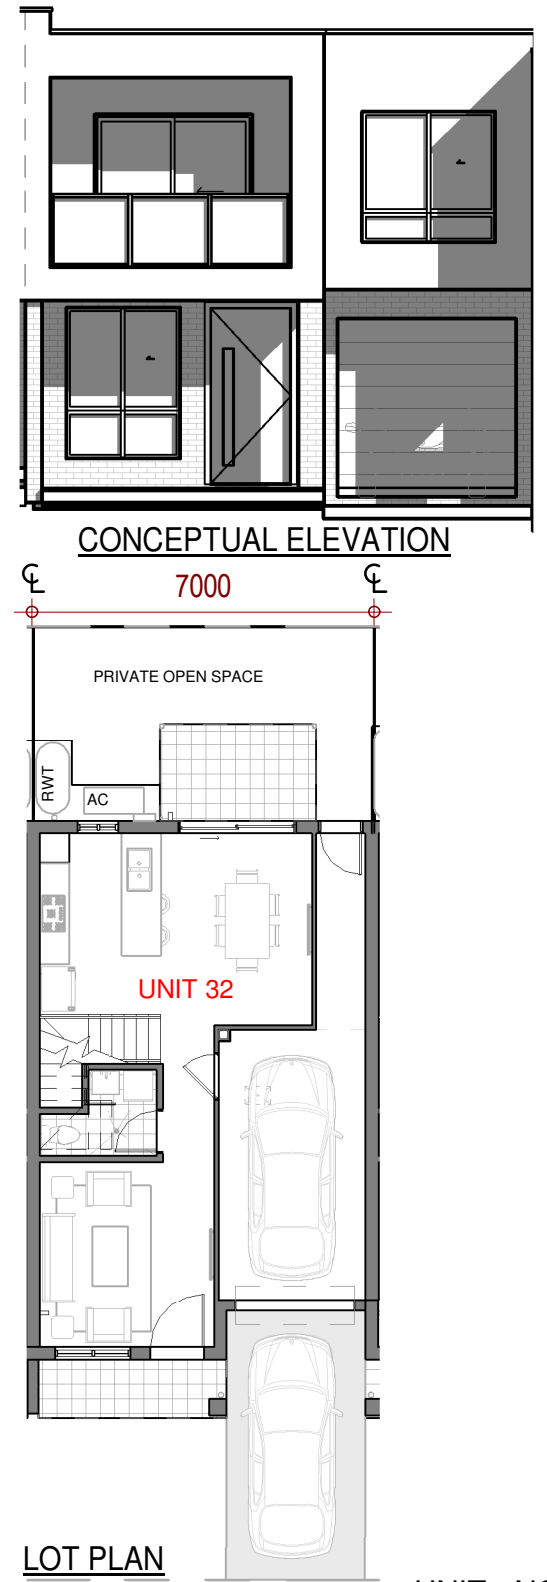 CONCEPTUAL ELEVATION
℄ 7000 ℄
PRIVATE OPEN SPACE
RWT
AC
UNIT 32
LOT PLAN